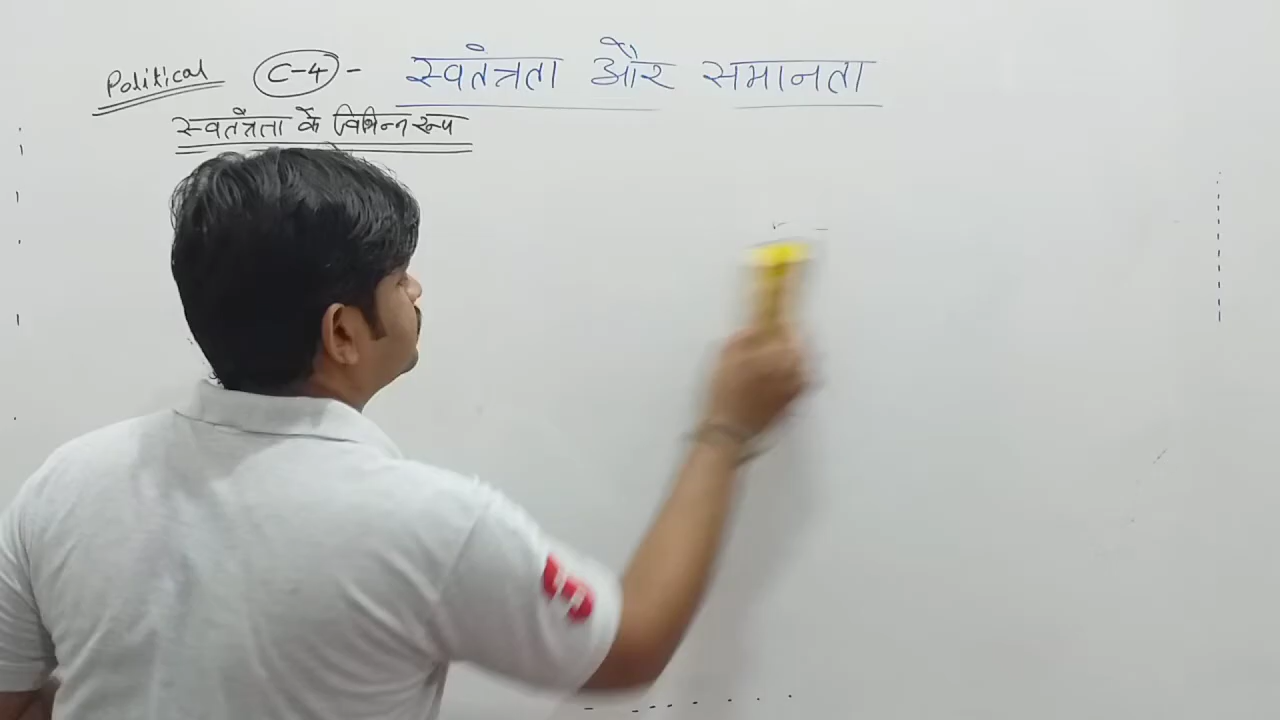 Political C-4 - स्वतंत्रता और समानता
स्वतंत्रता के विभिन्न रूप